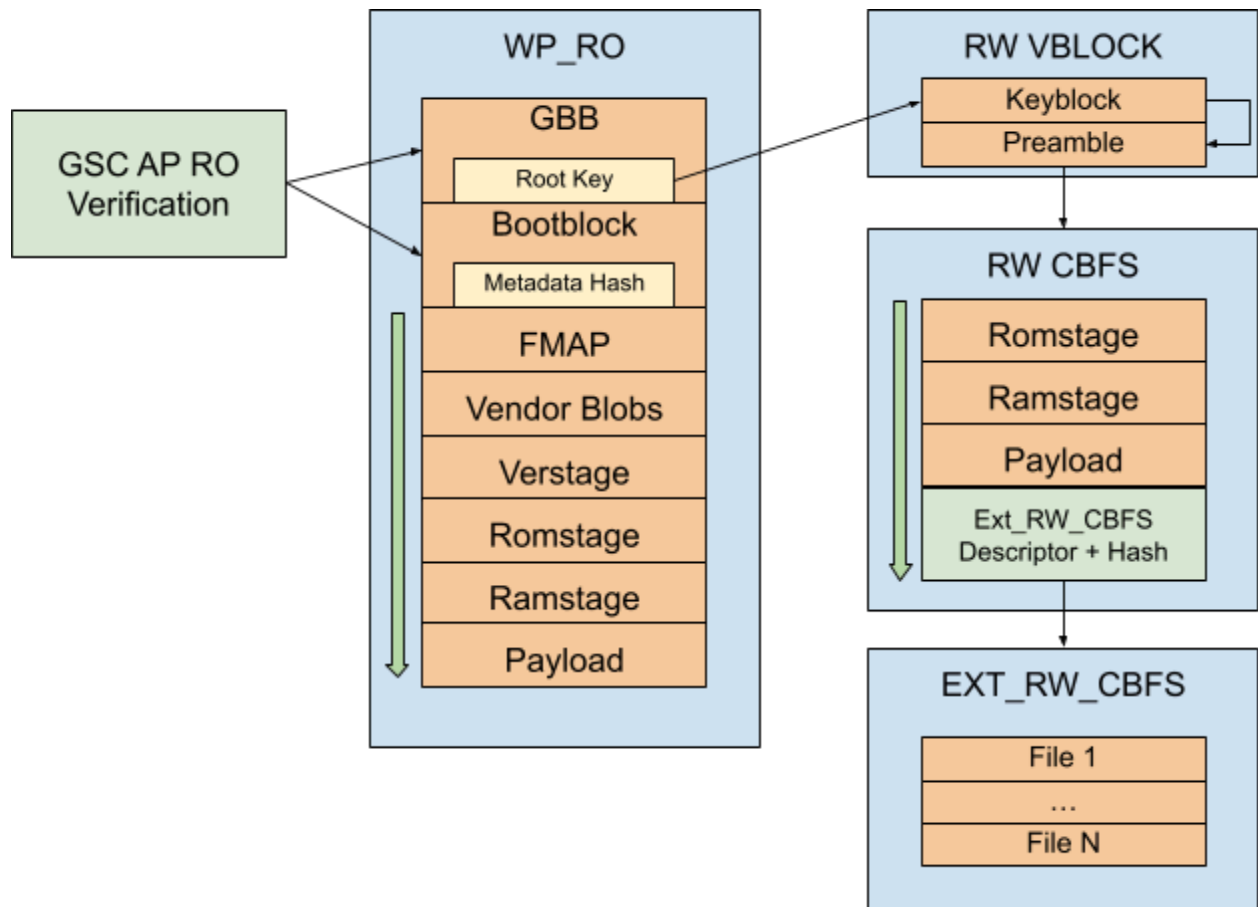 GSC AP RO
Verification
WP_RO
GBB
Root Key
Bootblock
Metadata Hash
FMAP
Vendor Blobs
Verstage
Romstage
Ramstage
Payload
RW VBLOCK
Keyblock
Preamble
RW CBFS
Romstage
Ramstage
Payload
Ext_RW_CBFS
Descriptor + Hash
EXT_RW_CBFS
File 1
...
File N